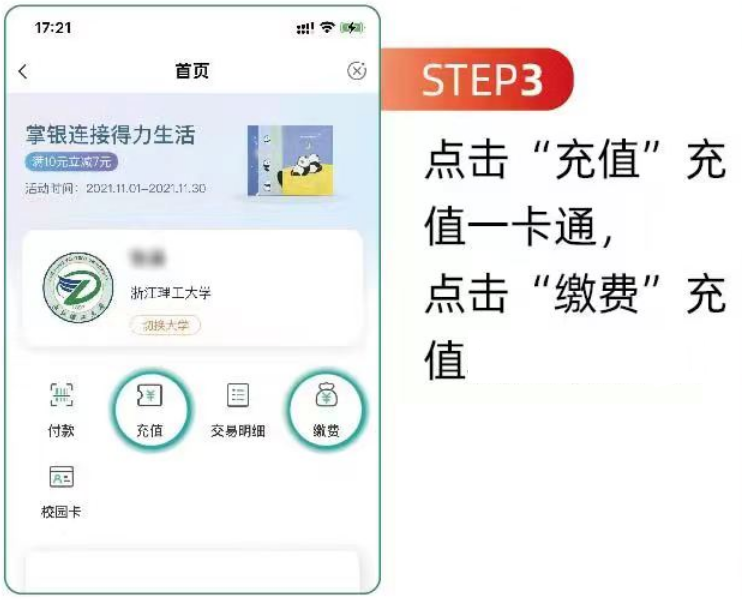 17:21
首页
掌银连接得力生活
满10元立减7元
活动时间：2021.11.01-2021.11.30
浙江理工大学
切换大学
付款
充值
交易明细
缴费
校园卡
STEP3
点击“充值”充
值一卡通，
点击“缴费”充
值